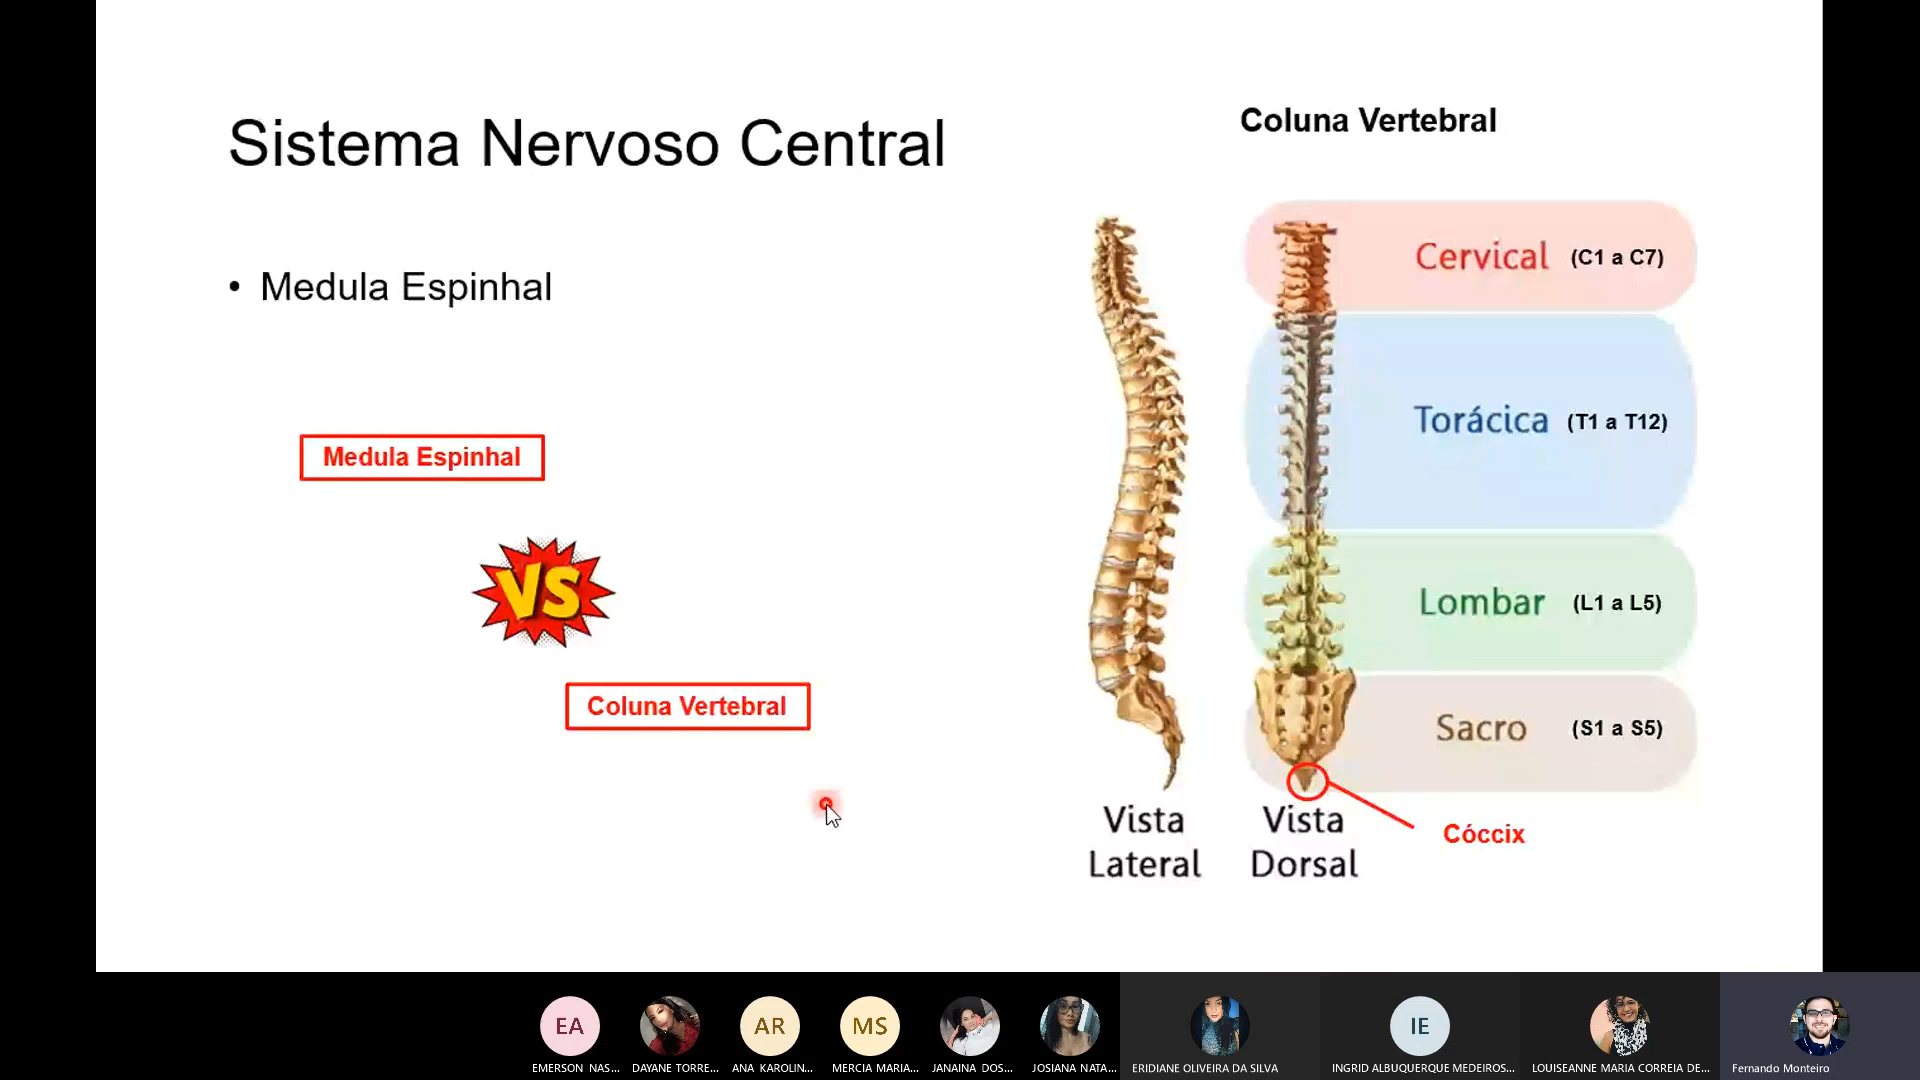 Sistema Nervoso Central
• Medula Espinhal
Medula Espinhal
VS
Coluna Vertebral
Coluna Vertebral
Cervical (C1 a C7)
Torácica (T1 a T12)
Lombar (L1 a L5)
Sacro (S1 a S5)
Cóccix
Vista
Lateral
Vista
Dorsal
EA
AR
MS
IE
EMERSON NAS...
DAYANE TORRE...
ANA KAROLIN...
MERCIA MARIA...
JANAINA DOS...
JOSIANA NATA...
ERIDIANE OLIVEIRA DA SILVA
INGRID ALBUQUERQUE MEDEIROS...
LOUISEANNE MARIA CORREIA DE...
Fernando Monteiro